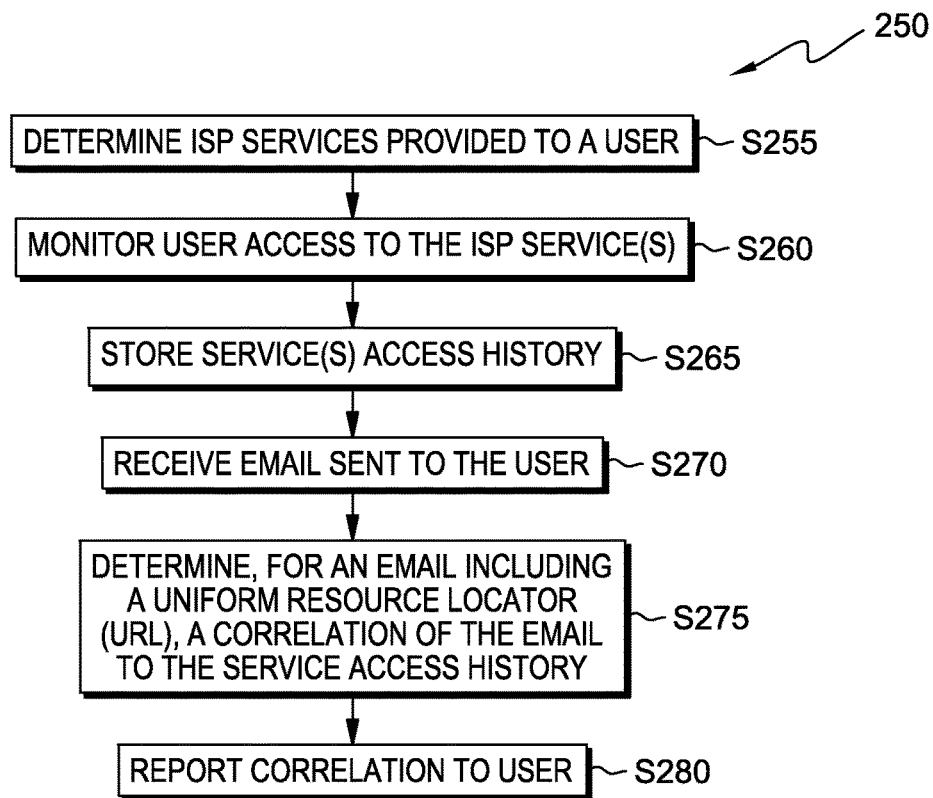 250
DETERMINE ISP SERVICES PROVIDED TO A USER
S255
MONITOR USER ACCESS TO THE ISP SERVICE(S)
S260
STORE SERVICE(S) ACCESS HISTORY
S265
RECEIVE EMAIL SENT TO THE USER
S270
DETERMINE, FOR AN EMAIL INCLUDING
A UNIFORM RESOURCE LOCATOR
(URL), A CORRELATION OF THE EMAIL
TO THE SERVICE ACCESS HISTORY
S275
REPORT CORRELATION TO USER
S280